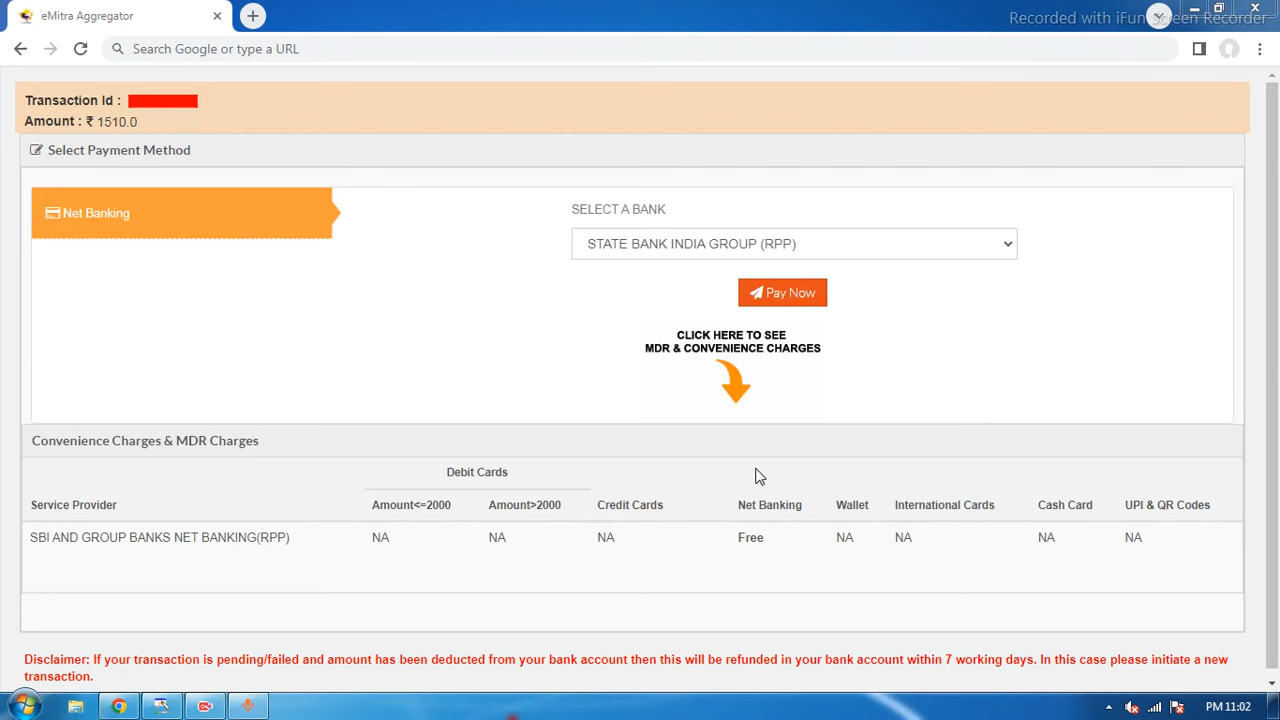 eMitra Aggregator
Recorded with iFun Screen Recorder
Search Google or type a URL
Transaction Id :
Amount : ₹ 1510.0
Select Payment Method
Net Banking
SELECT A BANK
STATE BANK INDIA GROUP (RPP)
Pay Now
CLICK HERE TO SEE
MDR & CONVENIENCE CHARGES
Convenience Charges & MDR Charges
Debit Cards
Service Provider Amount<=2000 Amount>2000 Credit Cards Net Banking Wallet International Cards Cash Card UPI & QR Codes
SBI AND GROUP BANKS NET BANKING(RPP) NA NA NA Free NA NA NA NA
Disclaimer: If your transaction is pending/failed and amount has been deducted from your bank account then this will be refunded in your bank account within 7 working days. In this case please initiate a new
transaction.
PM 11:02